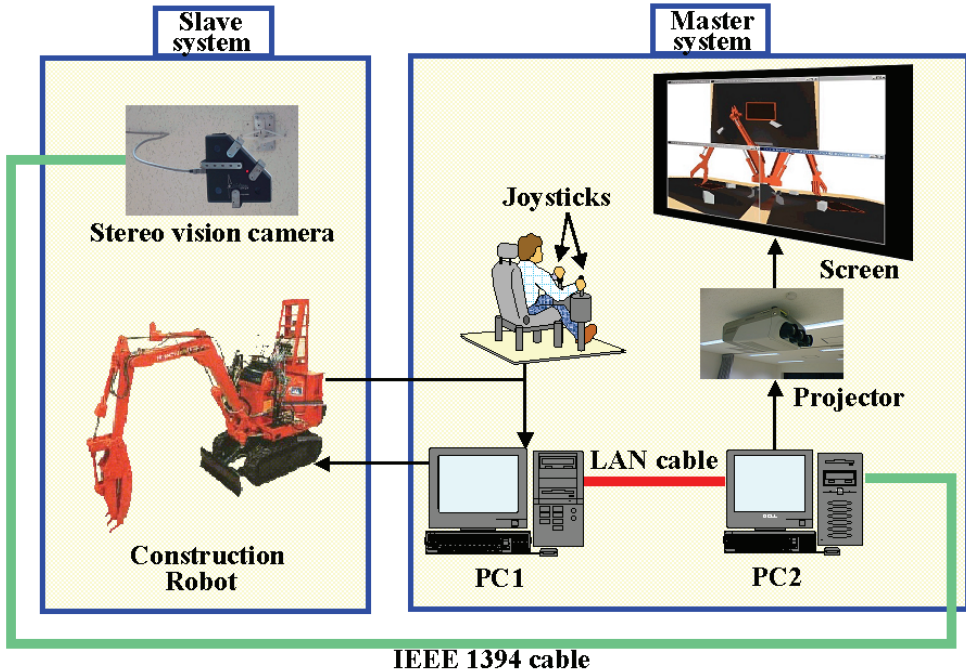 Slave
system
Master
system
Stereo vision camera
Joysticks
Screen
Projector
LAN cable
DELL
Construction
Robot
PC1
PC2
IEEE 1394 cable